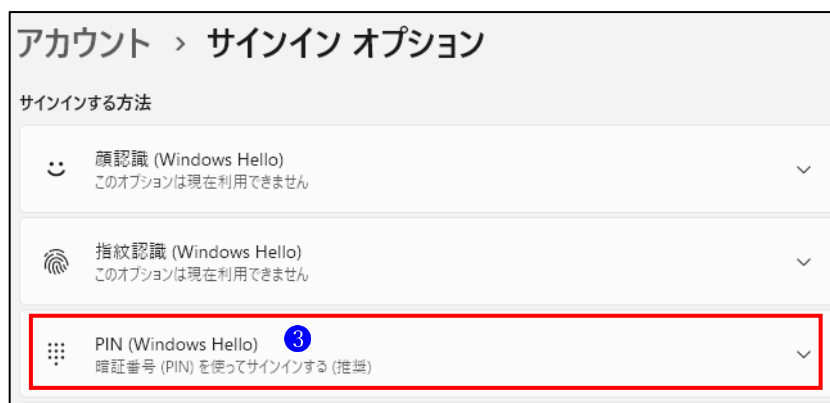 アカウント › サインイン オプション
サインインする方法
顔認識 (Windows Hello)
このオプションは現在利用できません
指紋認識 (Windows Hello)
このオプションは現在利用できません
PIN (Windows Hello) 3
暗証番号 (PIN) を使ってサインインする (推奨)